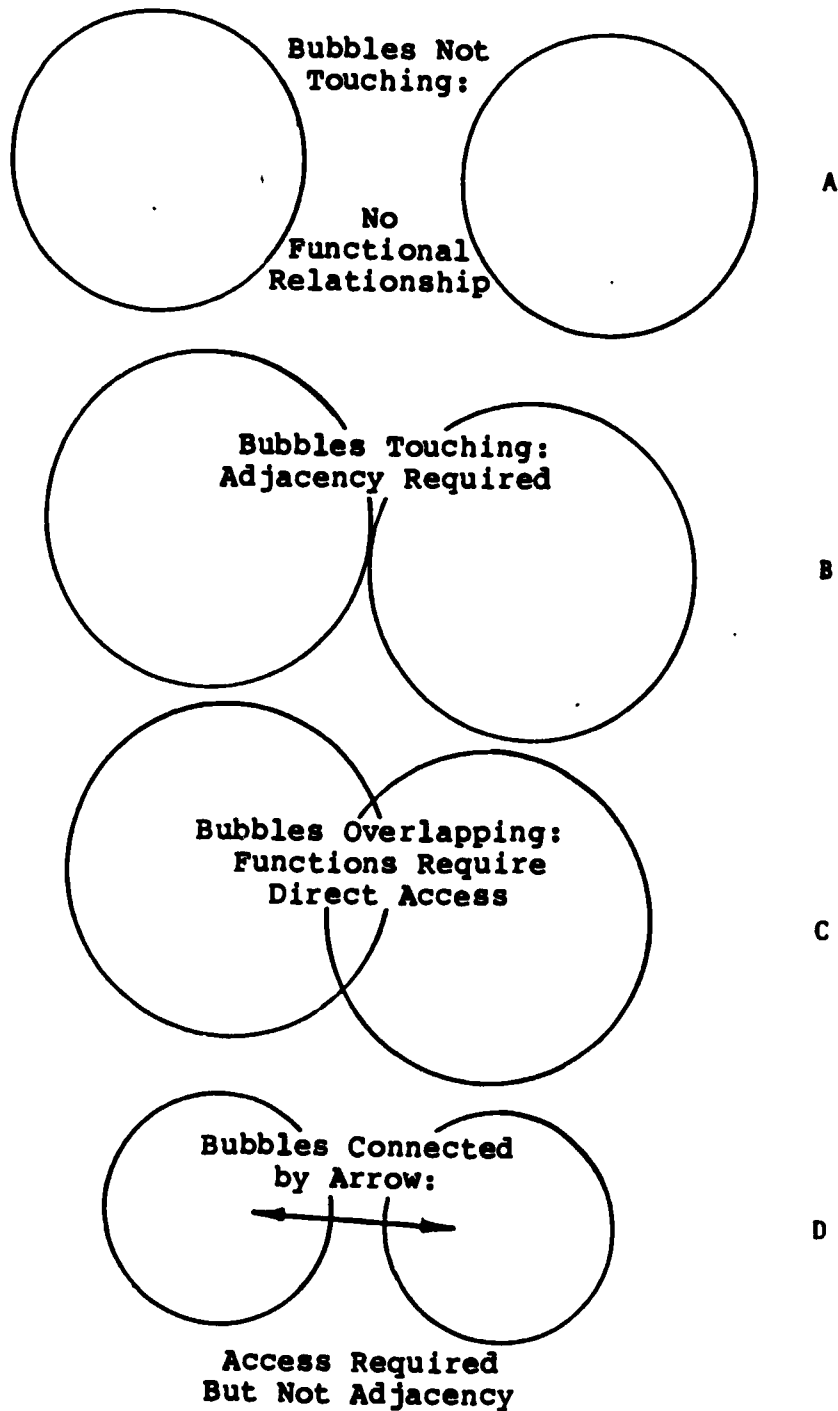 Bubbles Not
Touching:
A
No
Functional
Relationship
Bubbles Touching:
Adjacency Required
B
Bubbles Overlapping:
Functions Require
Direct Access
C
Bubbles Connected
by Arrow:
D
Access Required
But Not Adjacency